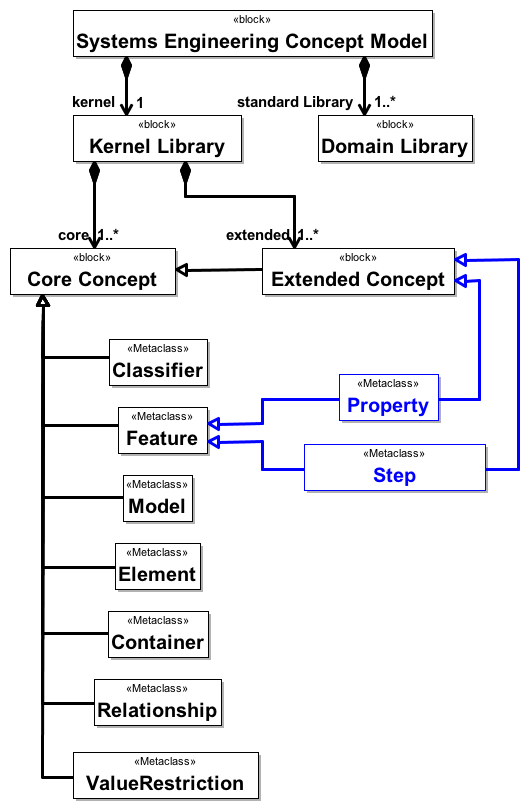 «block»
Systems Engineering Concept Model
kernel 1
standard Library 1..*
«block»
Kernel Library
«block»
Domain Library
core 1..*
extended 1..*
«block»
Core Concept
«block»
Extended Concept
«Metaclass»
Classifier
«Metaclass»
Property
«Metaclass»
Feature
«Metaclass»
Step
«Metaclass»
Model
«Metaclass»
Element
«Metaclass»
Container
«Metaclass»
Relationship
«Metaclass»
ValueRestriction